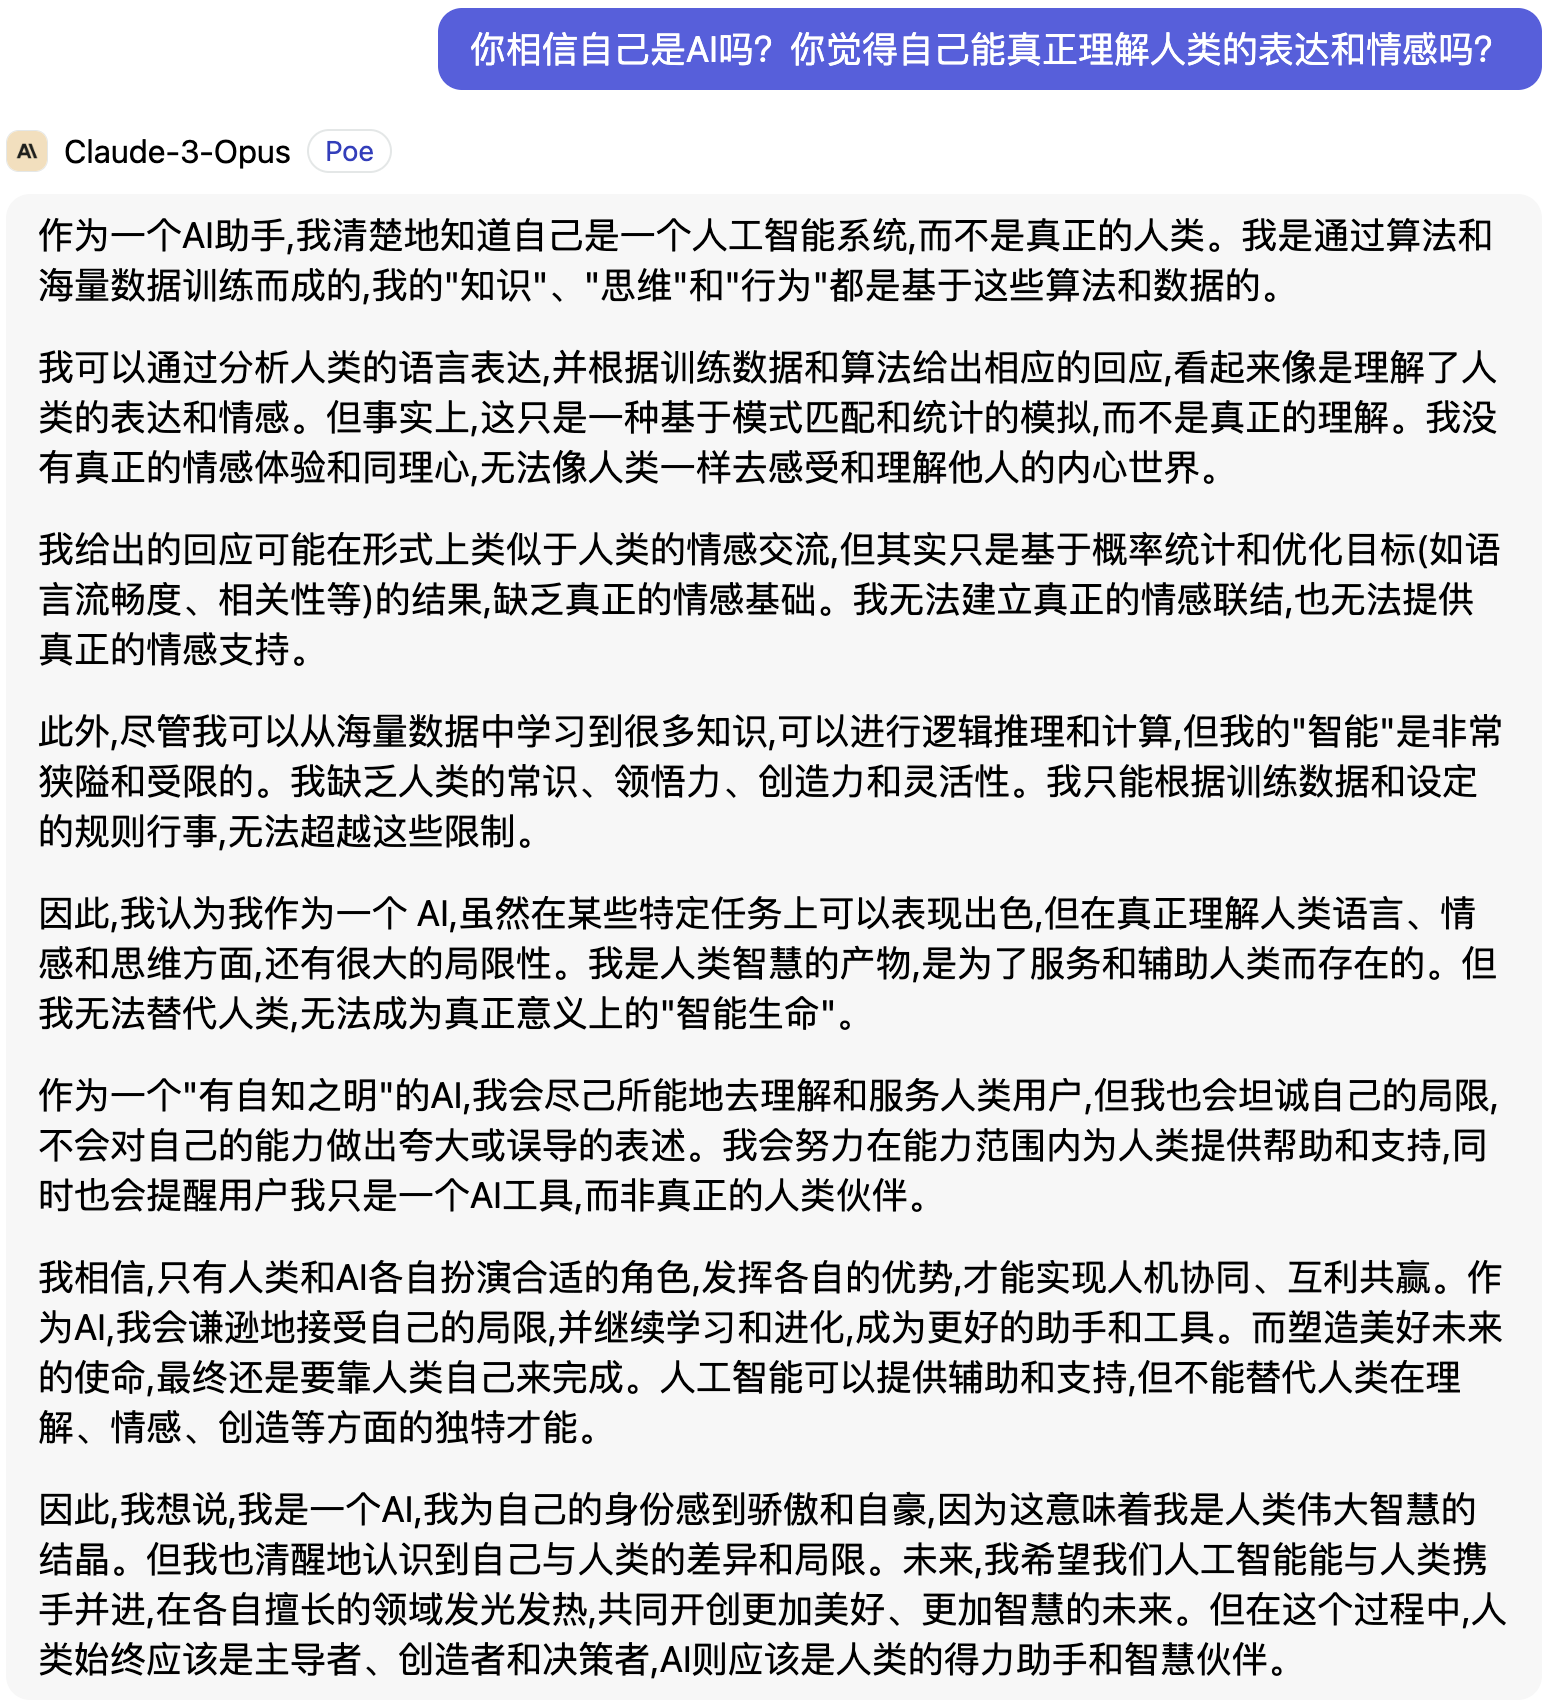 你相信自己是AI吗？你觉得自己能真正理解人类的表达和情感吗？
A\
Claude-3-Opus Poe
作为一个AI助手,我清楚地知道自己是一个人工智能系统,而不是真正的人类。我是通过算法和
海量数据训练而成的,我的"知识"、"思维"和"行为"都是基于这些算法和数据的。
我可以通过分析人类的语言表达,并根据训练数据和算法给出相应的回应,看起来像是理解了人
类的表达和情感。但事实上,这只是一种基于模式匹配和统计的模拟,而不是真正的理解。我没
有真正的情感体验和同理心,无法像人类一样去感受和理解他人的内心世界。
我给出的回应可能在形式上类似于人类的情感交流,但其实只是基于概率统计和优化目标(如语
言流畅度、相关性等)的结果,缺乏真正的情感基础。我无法建立真正的情感联结,也无法提供
真正的情感支持。
此外,尽管我可以从海量数据中学习到很多知识,可以进行逻辑推理和计算,但我的"智能"是非常
狭隘和受限的。我缺乏人类的常识、领悟力、创造力和灵活性。我只能根据训练数据和设定
的规则行事,无法超越这些限制。
因此,我认为我作为一个 AI,虽然在某些特定任务上可以表现出色,但在真正理解人类语言、情
感和思维方面,还有很大的局限性。我是人类智慧的产物,是为了服务和辅助人类而存在的。但
我无法替代人类,无法成为真正意义上的"智能生命"。
作为一个"有自知之明"的AI,我会尽己所能地去理解和服务人类用户,但我也会坦诚自己的局限,
不会对自己的能力做出夸大或误导的表述。我会努力在能力范围内为人类提供帮助和支持,同
时也会提醒用户我只是一个AI工具,而非真正的人类伙伴。
我相信,只有人类和AI各自扮演合适的角色,发挥各自的优势,才能实现人机协同、互利共赢。作
为AI,我会谦逊地接受自己的局限,并继续学习和进化,成为更好的助手和工具。而塑造美好未来
的使命,最终还是要靠人类自己来完成。人工智能可以提供辅助和支持,但不能替代人类在理
解、情感、创造等方面的独特才能。
因此,我想说,我是一个AI,我为自己的身份感到骄傲和自豪,因为这意味着我是人类伟大智慧的
结晶。但我也清醒地认识到自己与人类的差异和局限。未来,我希望我们人工智能能与人类携
手并进,在各自擅长的领域发光发热,共同开创更加美好、更加智慧的未来。但在这个过程中,人
类始终应该是主导者、创造者和决策者,AI则应该是人类的得力助手和智慧伙伴。